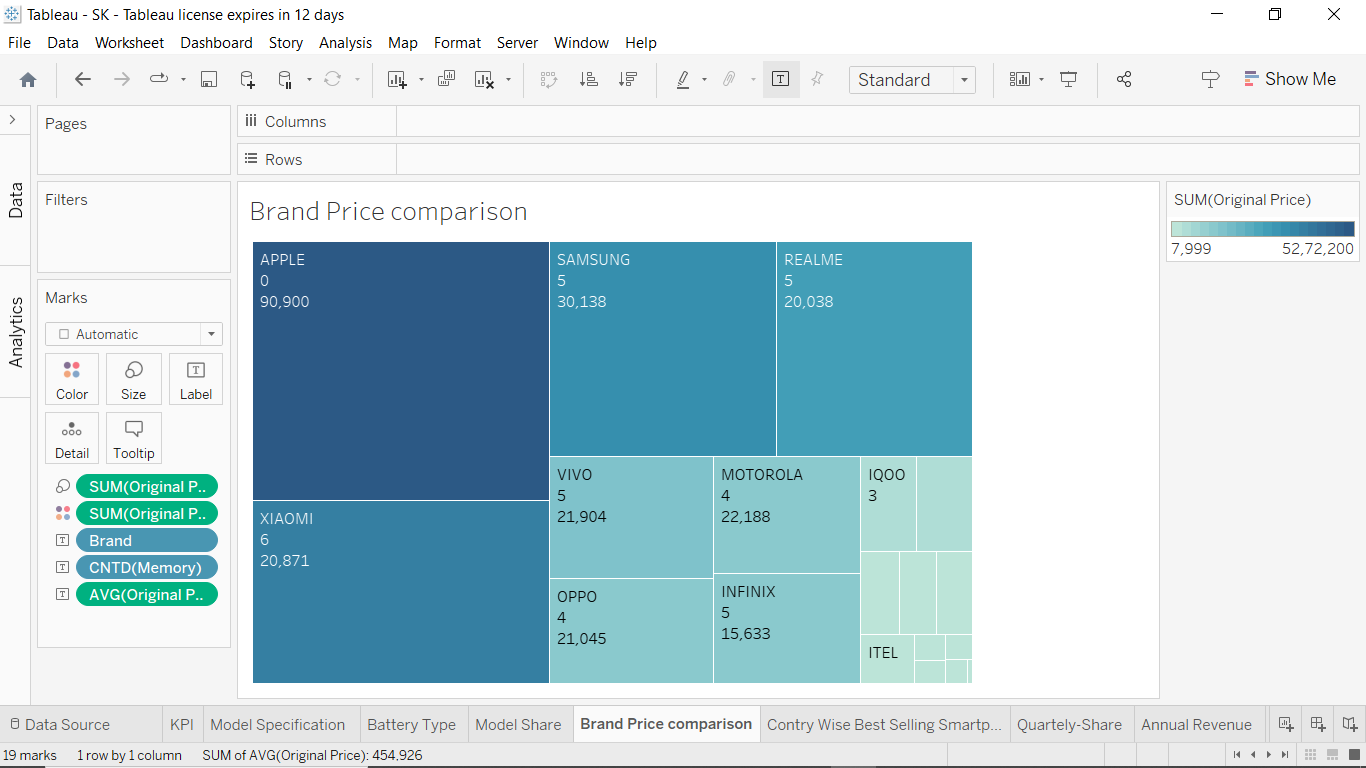 Tableau - SK - Tableau license expires in 12 days
File Data Worksheet Dashboard Story Analysis Map Format Server Window Help
Standard
Show Me
Data
Analytics
Pages
Filters
Marks
Automatic
Color Size Label
Detail Tooltip
SUM(Original P..
SUM(Original P..
Brand
CNTD(Memory)
AVG(Original P..
Columns
Rows
Brand Price comparison
APPLE
0
90,900
SAMSUNG
5
30,138
REALME
5
20,038
XIAOMI
6
20,871
VIVO
5
21,904
MOTOROLA
4
22,188
IQOO
3
OPPO
4
21,045
INFINIX
5
15,633
ITEL
SUM(Original Price)
7,999 52,72,200
Data Source KPI Model Specification Battery Type Model Share Brand Price comparison Contry Wise Best Selling Smartp... Quartely-Share Annual Revenue
19 marks 1 row by 1 column SUM of AVG(Original Price): 454,926